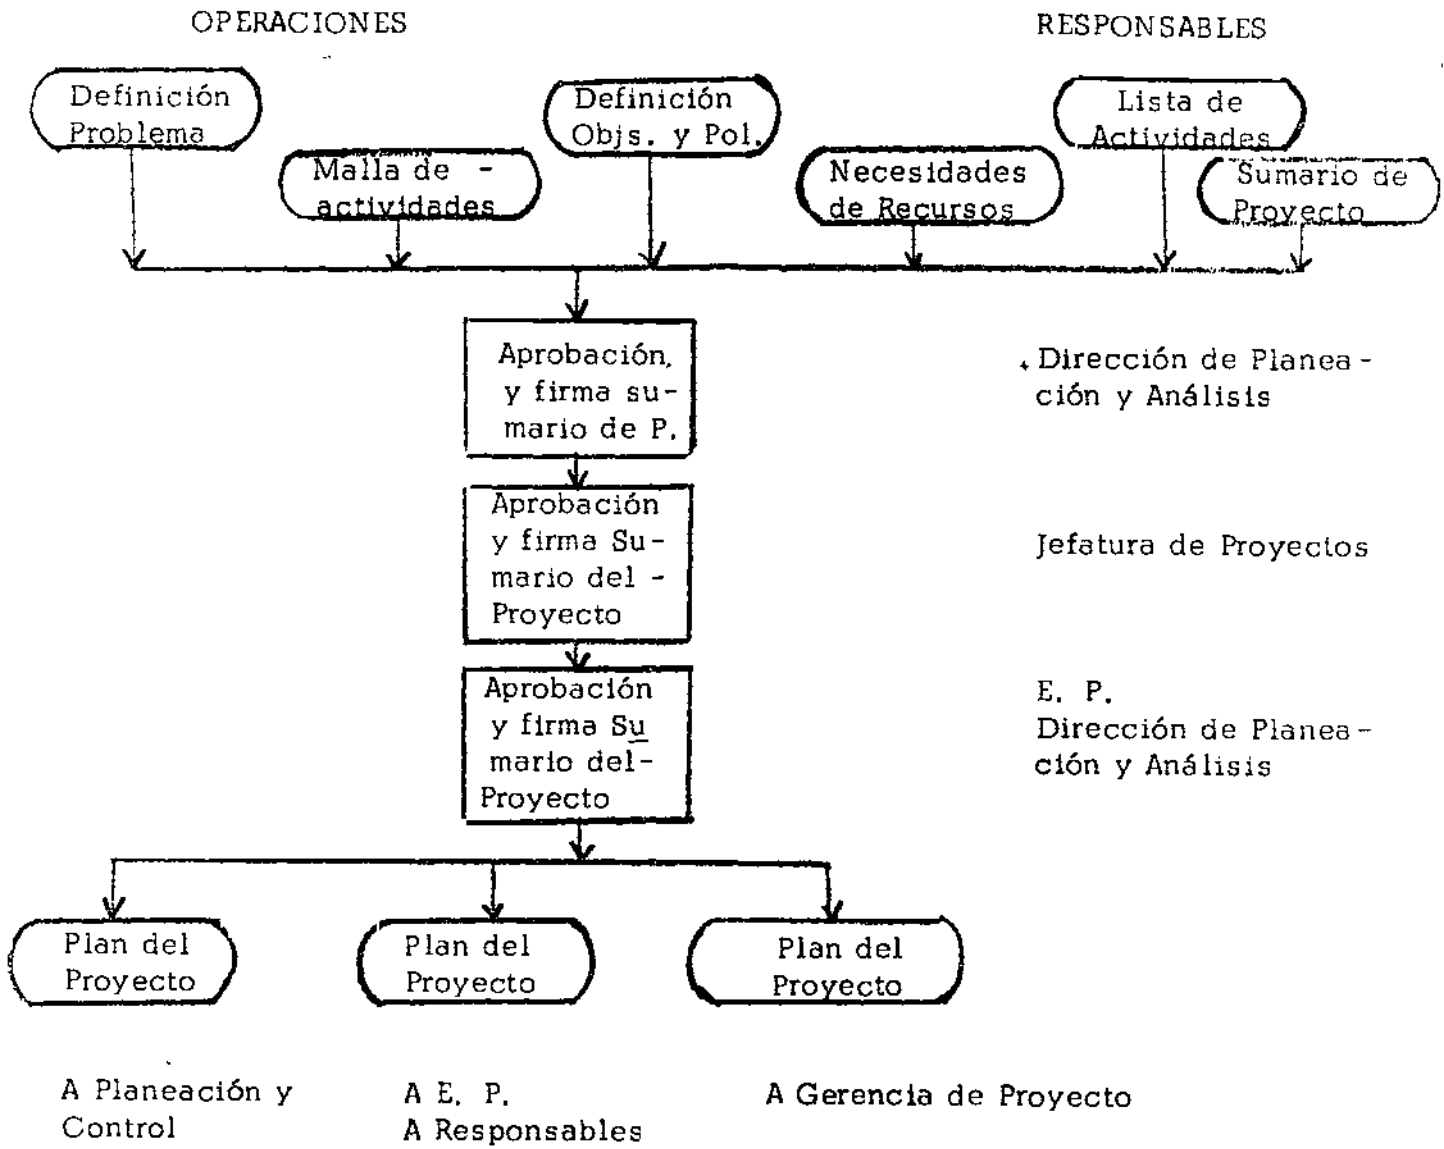 OPERACIONES
RESPONSABLES
Definición
Problema
Malla de -
actividades
Definición
Objs. y Pol.
Necesidades
de Recursos
Lista de
Actividades
Sumario de
Proyecto
Aprobación,
y firma su-
mario de P.
Dirección de Planea-
ción y Análisis
Aprobación
y firma Su-
mario del -
Proyecto
Jefatura de Proyectos
Aprobación
y firma Su
mario del-
Proyecto
E. P.
Dirección de Planea-
ción y Análisis
Plan del
Proyecto
Plan del
Proyecto
Plan del
Proyecto
A Planeación y
Control
A E. P.
A Responsables
A Gerencia de Proyecto